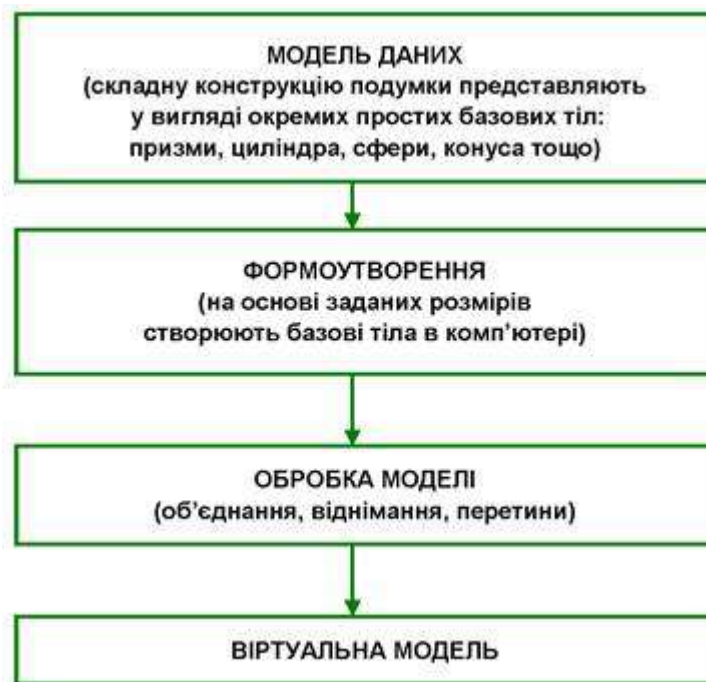 МОДЕЛЬ ДАНИХ
(складну конструкцію подумки представляють
у вигляді окремих простих базових тіл:
призми, циліндра, сфери, конуса тощо)
ФОРМОУТВОРЕННЯ
(на основі заданих розмірів
створюють базові тіла в комп'ютері)
ОБРОБКА МОДЕЛІ
(об'єднання, віднімання, перетини)
ВІРТУАЛЬНА МОДЕЛЬ